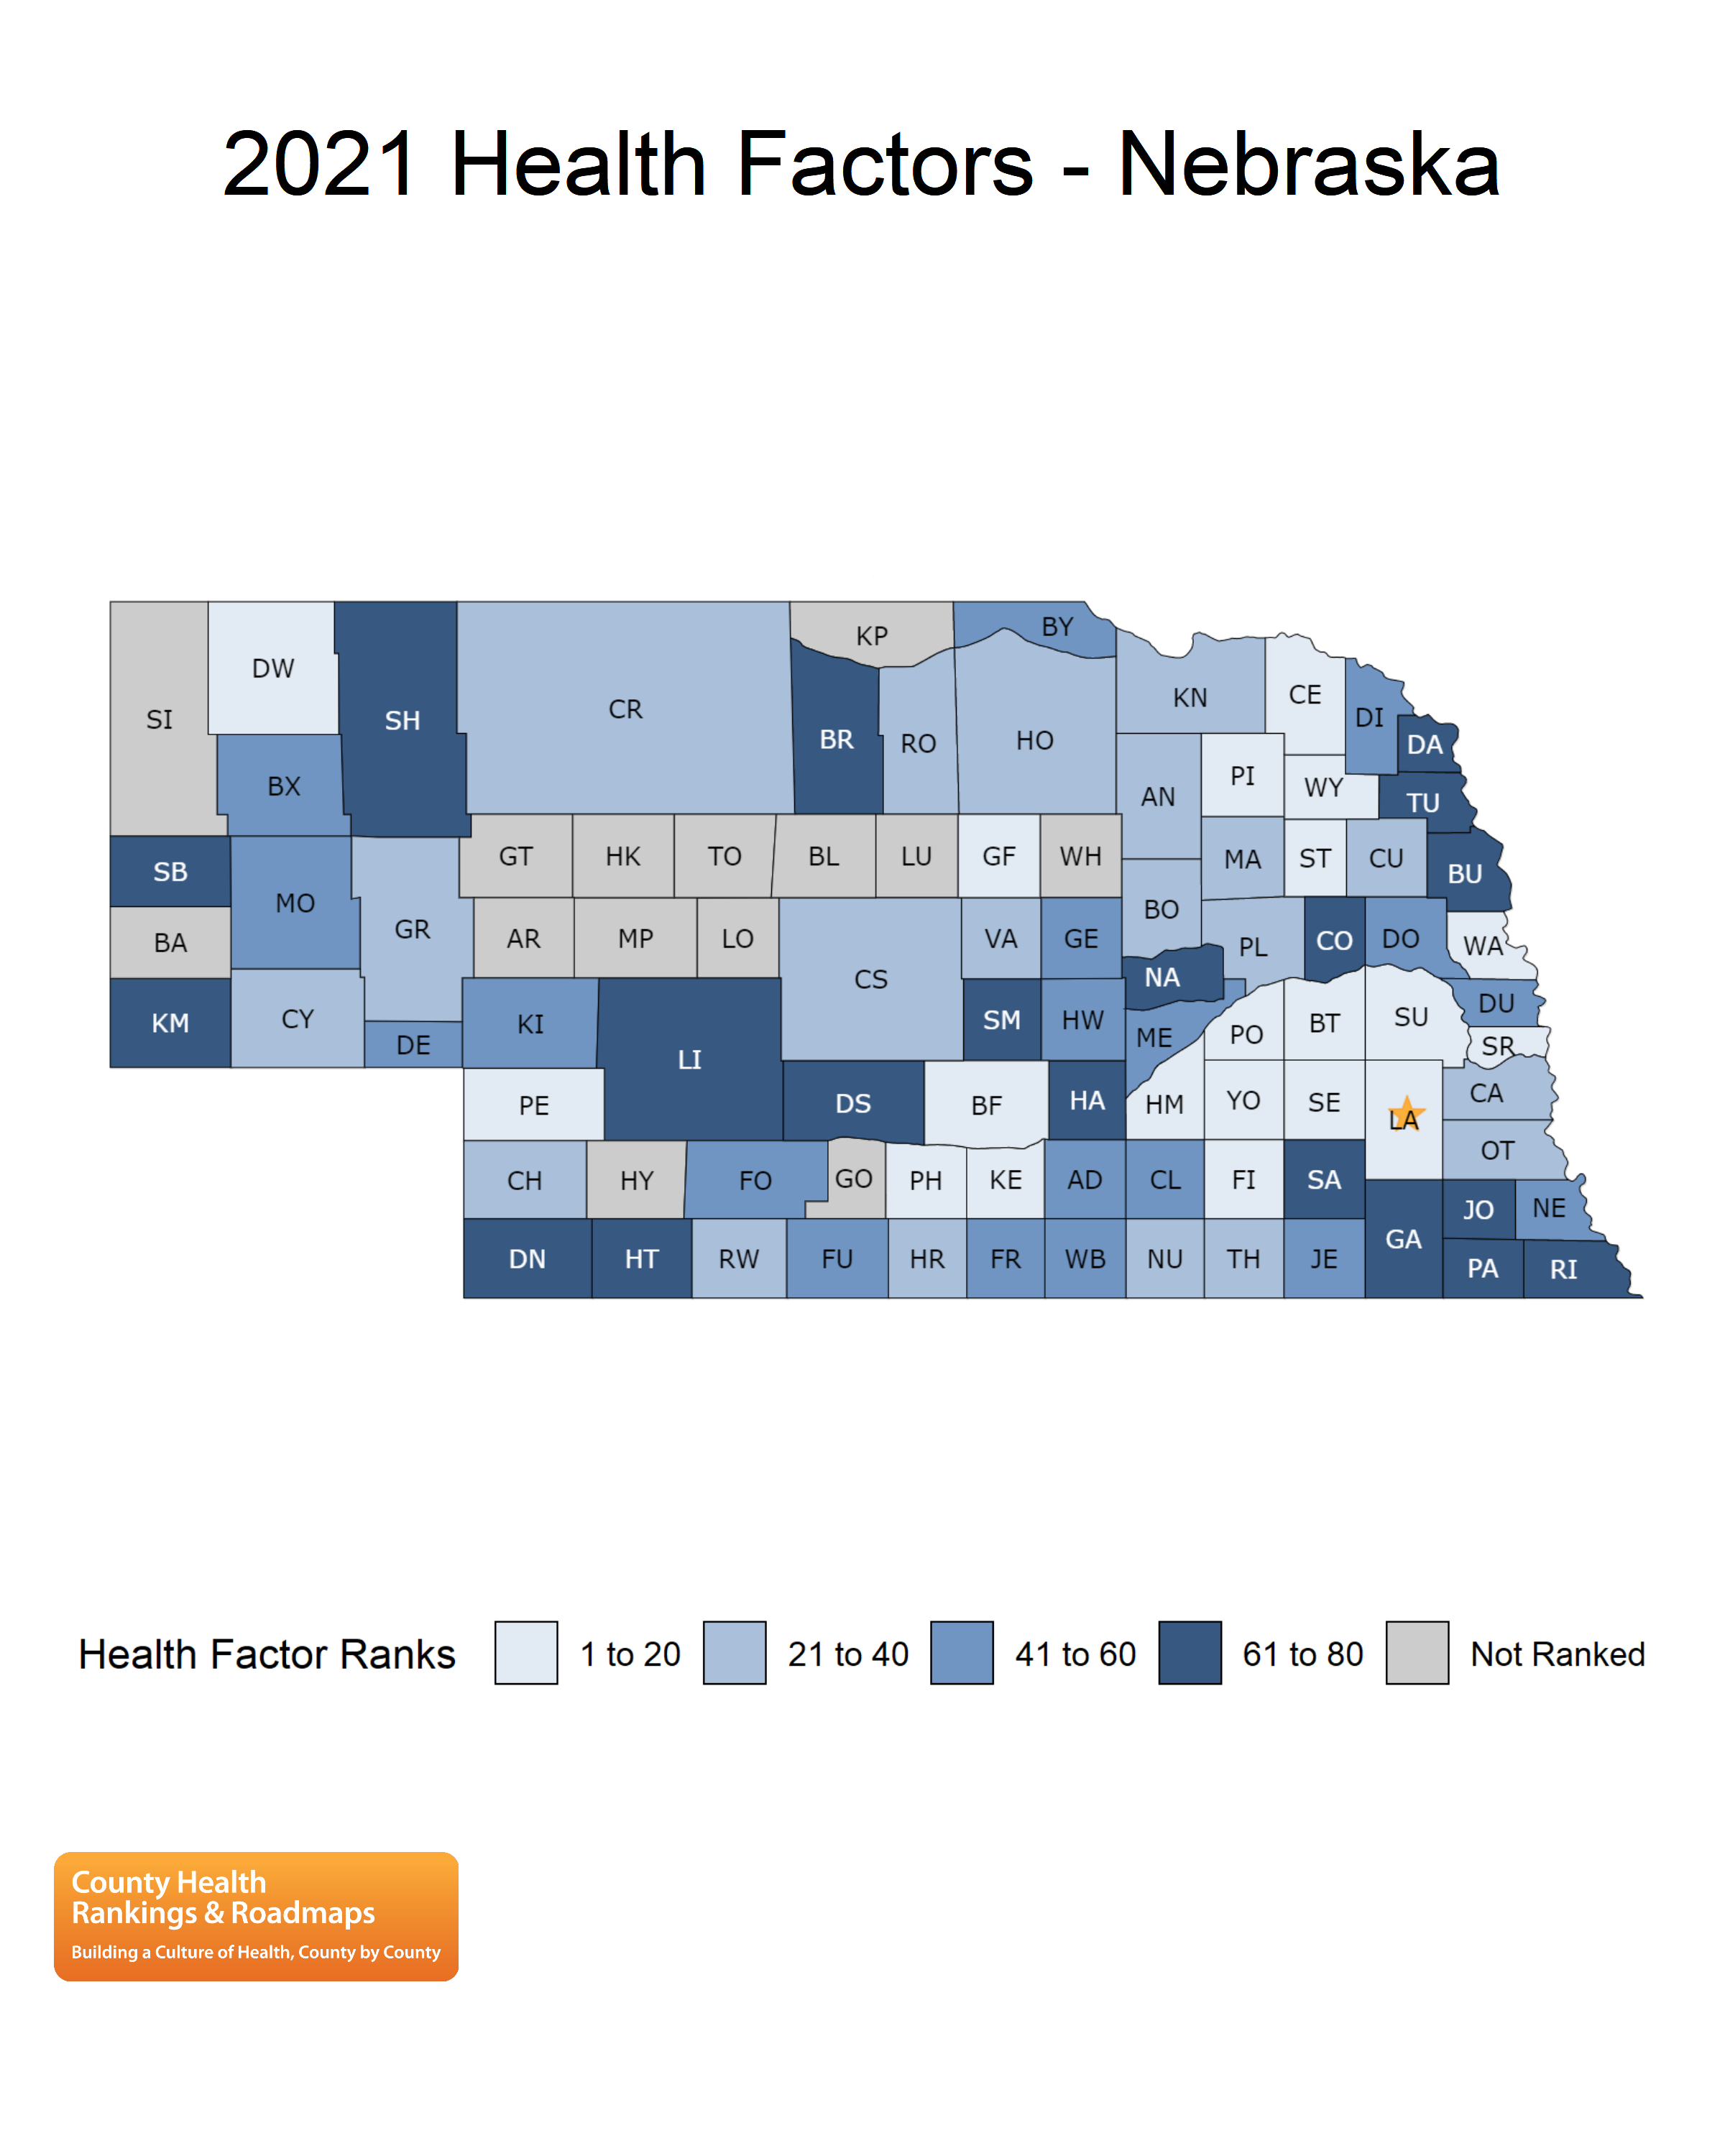 2021 Health Factors - Nebraska
KP BY
DW SI SH CR KN CE DI
BR RO HO DA
BX AN PI WY TU
SB GT HK TO BL LU GF WH MA ST CU BU
MO GR BA AR MP LO CS VA GE BO PL CO DO WA
KM CY DE KI LI SM HW NA ME PO BT SU DU SR
PE DS BF HA HM YO SE LA CA OT
CH HY FO GO PH KE AD CL FI SA JO NE
DN HT RW FU HR FR WB NU TH JE GA PA RI
Health Factor Ranks 1 to 20 21 to 40 41 to 60 61 to 80 Not Ranked
County Health
Rankings & Roadmaps
Building a Culture of Health, County by County